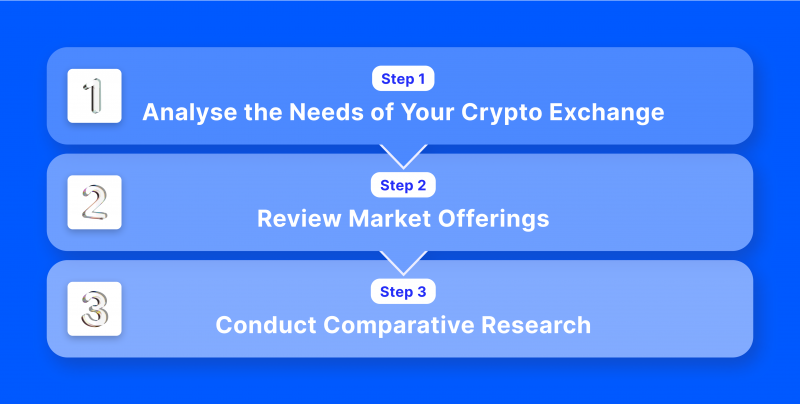 1
Step 1
Analyse the Needs of Your Crypto Exchange
2
Step 2
Review Market Offerings
3
Step 3
Conduct Comparative Research